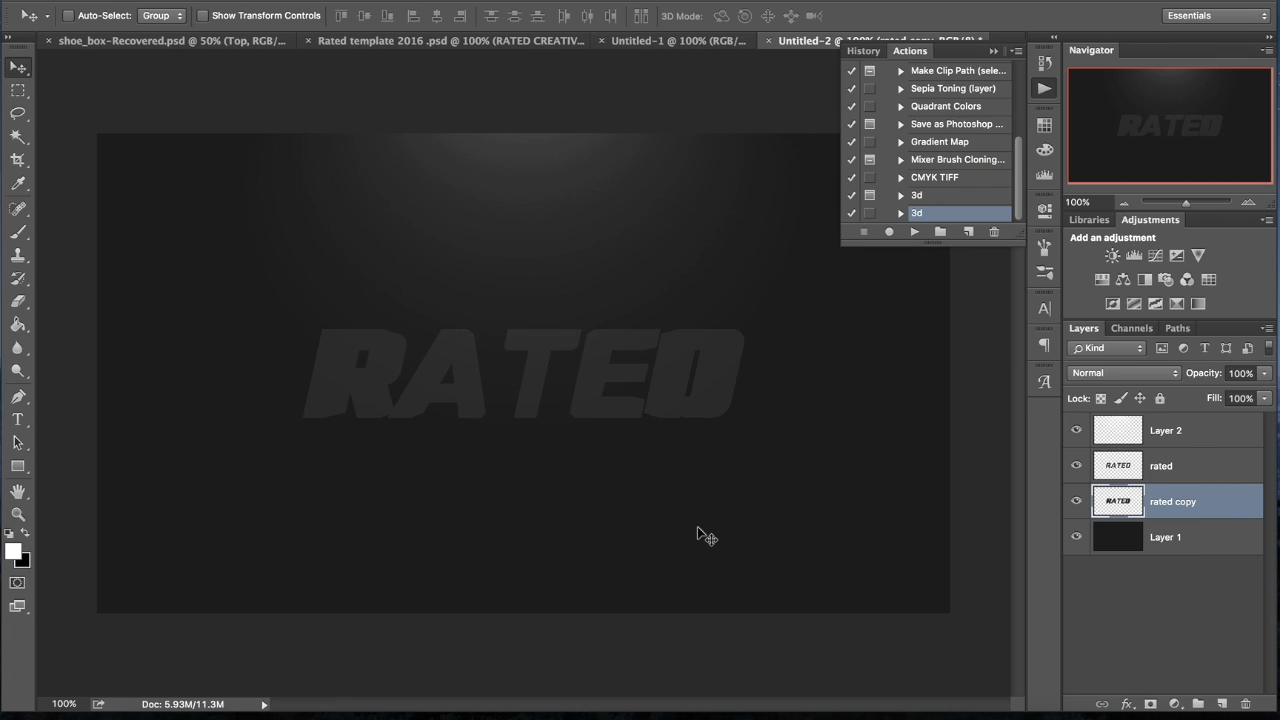 Auto-Select: Group Show Transform Controls 3D Mode: Essentials
shoe_box-Recovered.psd @ 50% (Top, RGB/... Rated template 2016 .psd @ 100% (RATED CREATIV... Untitled-1 @ 100% (RGB/... Untitled-2 @ 100% (rated copy, RGB/8) *
History Actions
Make Clip Path (sele...
Sepia Toning (layer)
Quadrant Colors
Save as Photoshop ...
Gradient Map
Mixer Brush Cloning...
CMYK TIFF
3d
3d
Navigator
RATED
100%
Libraries Adjustments
Add an adjustment
Layers Channels Paths
Kind
Normal Opacity: 100%
Lock: Fill: 100%
Layer 2
RATED rated
RATED rated copy
Layer 1
RATED
100% Doc: 5.93M/11.3M